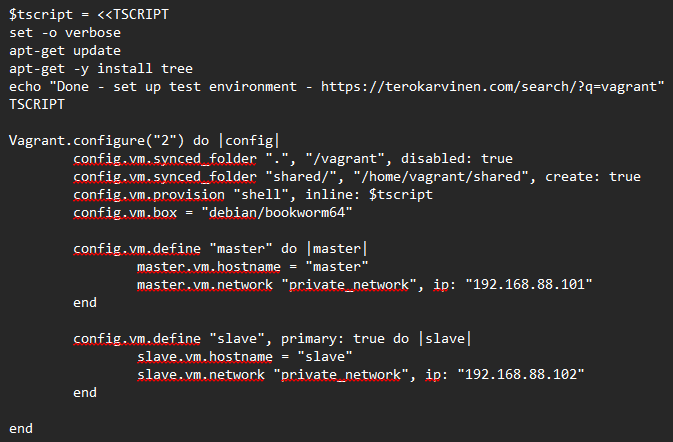 $tscript = <<TSCRIPT
set -o verbose
apt-get update
apt-get -y install tree
echo "Done - set up test environment - https://terokarvinen.com/search/?q=vagrant"
TSCRIPT

Vagrant.configure("2") do |config|
        config.vm.synced_folder ".", "/vagrant", disabled: true
        config.vm.synced_folder "shared/", "/home/vagrant/shared", create: true
        config.vm.provision "shell", inline: $tscript
        config.vm.box = "debian/bookworm64"

        config.vm.define "master" do |master|
                master.vm.hostname = "master"
                master.vm.network "private_network", ip: "192.168.88.101"
        end

        config.vm.define "slave", primary: true do |slave|
                slave.vm.hostname = "slave"
                slave.vm.network "private_network", ip: "192.168.88.102"
        end

end